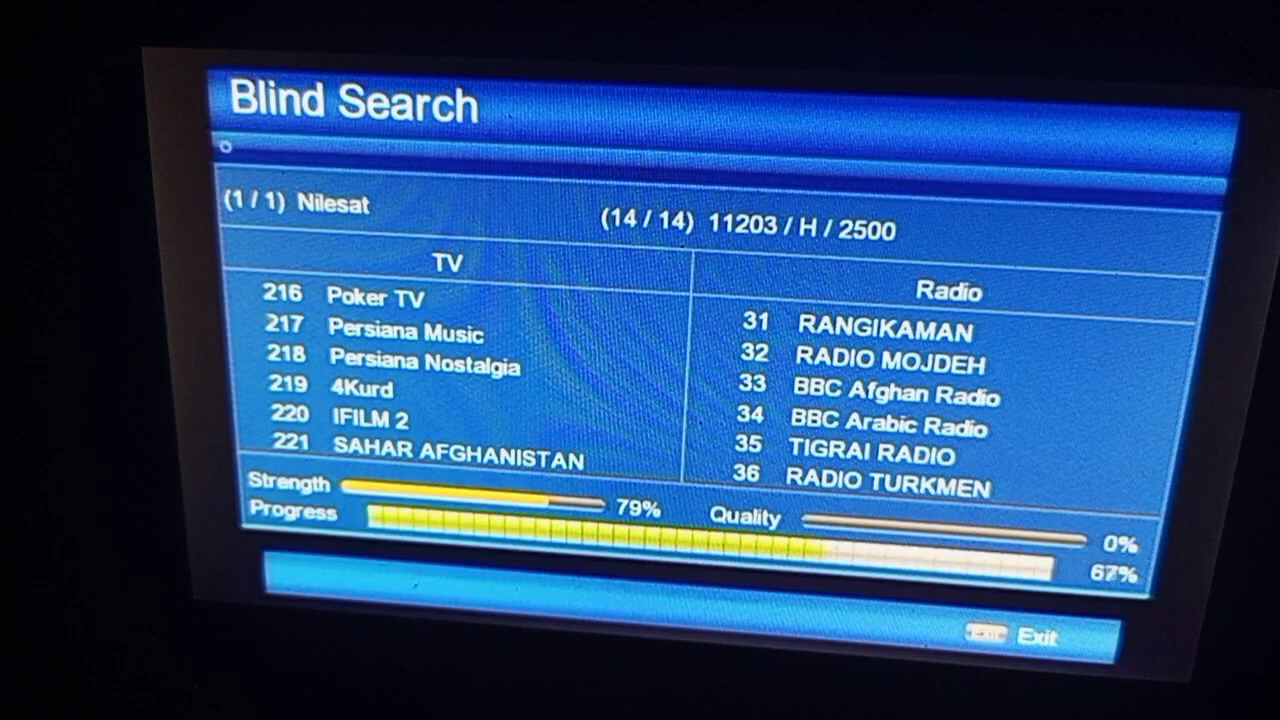 Blind Search
(1 / 1) Nilesat (14 / 14) 11203 / H / 2500
TV Radio
216 Poker TV 31 RANGIKAMAN
217 Persiana Music 32 RADIO MOJDEH
218 Persiana Nostalgia 33 BBC Afghan Radio
219 4Kurd 34 BBC Arabic Radio
220 IFILM 2 35 TIGRAI RADIO
221 SAHAR AFGHANISTAN 36 RADIO TURKMEN
Strength 79% Quality 0%
Progress 67%
Exit